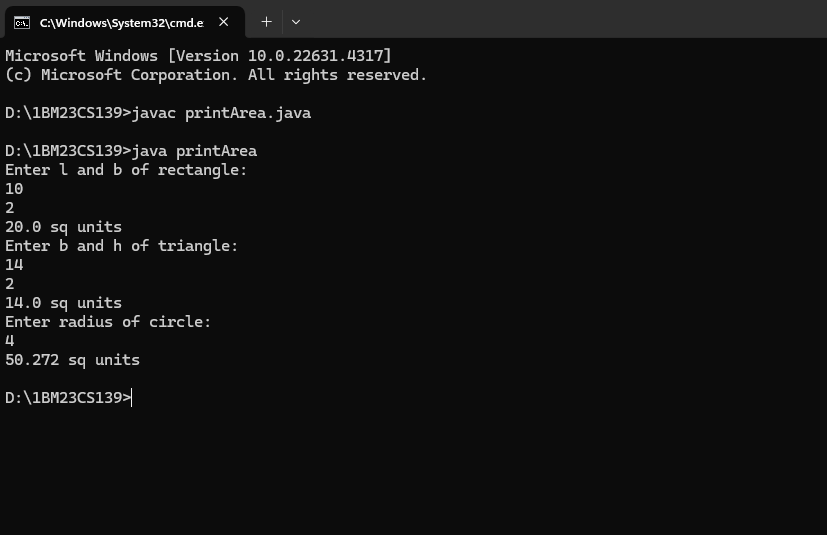 C:\Windows\System32\cmd.e
Microsoft Windows [Version 10.0.22631.4317]
(c) Microsoft Corporation. All rights reserved.
D:\1BM23CS139>javac printArea.java
D:\1BM23CS139>java printArea
Enter l and b of rectangle:
10
2
20.0 sq units
Enter b and h of triangle:
14
2
14.0 sq units
Enter radius of circle:
4
50.272 sq units
D:\1BM23CS139>